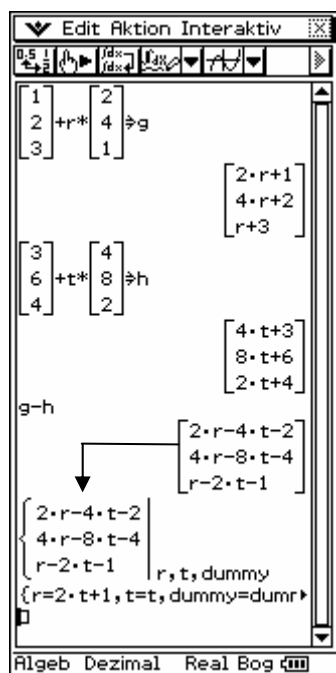 Edit Aktion Interaktiv
[1 2 3]+r*[2 4 1]⇒g
[2·r+1 4·r+2 r+3]
[3 6 4]+t*[4 8 2]⇒h
[4·t+3 8·t+6 2·t+4]
g-h
[2·r-4·t-2 4·r-8·t-4 r-2·t-1]
{2·r-4·t-2
4·r-8·t-4
r-2·t-1|r,t,dummy
{r=2·t+1,t=t,dummy=dumr
Algeb Dezimal Real Bog